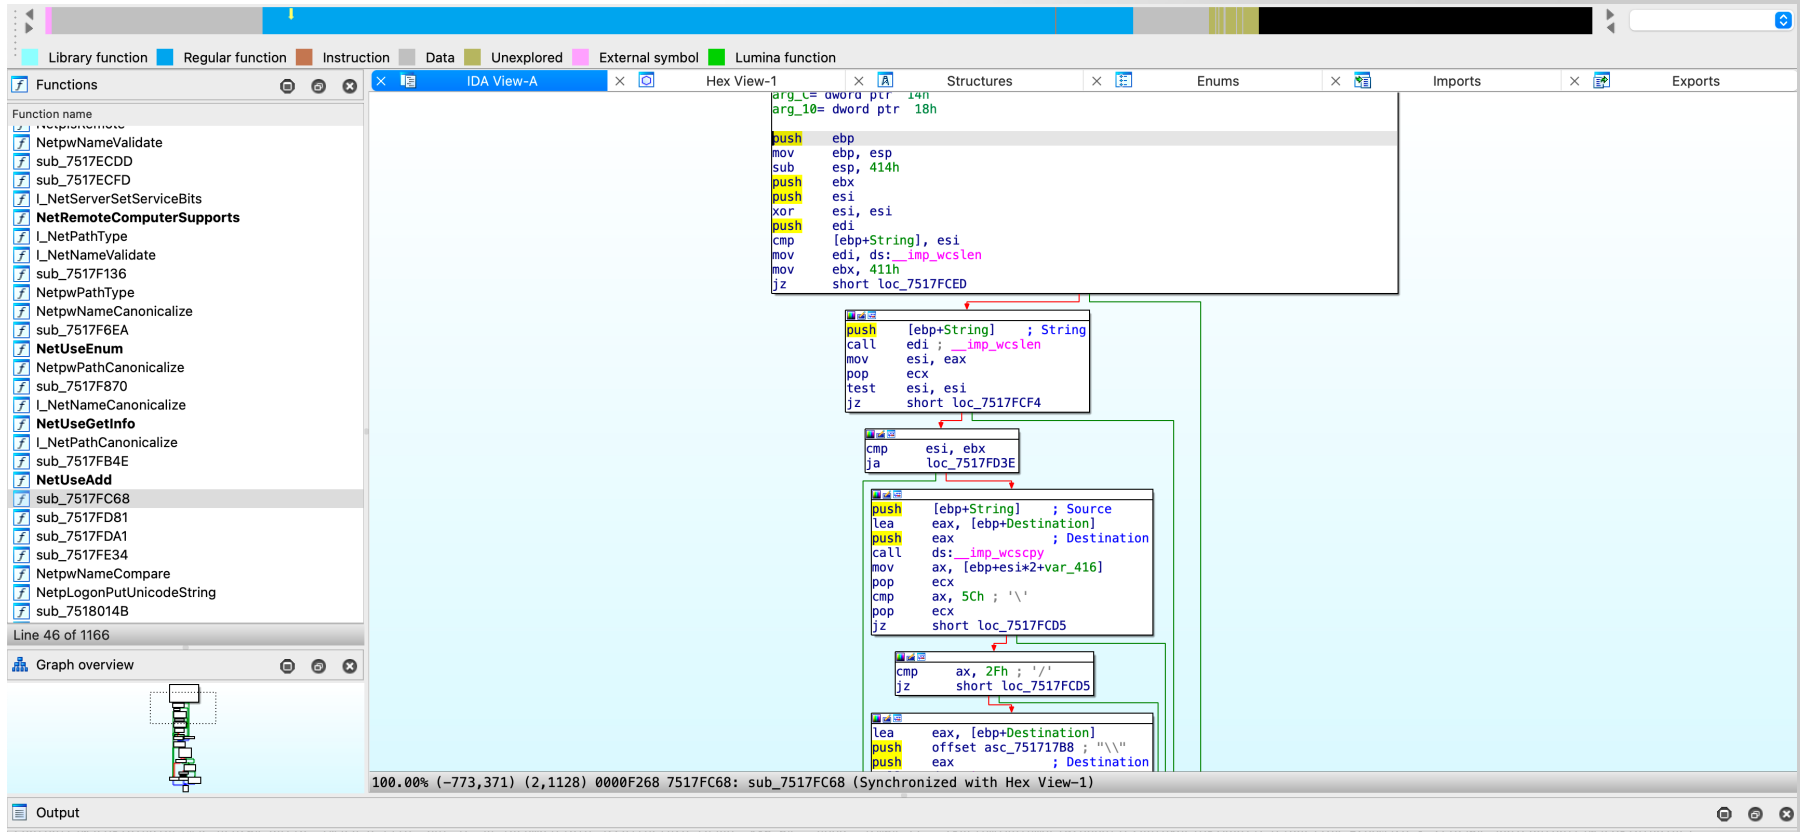 Library function Regular function Instruction Data Unexplored External symbol Lumina function
Functions
IDA View-A Hex View-1 Structures Enums Imports Exports
Function name
NetpIsRemote
NetpwNameValidate
sub_7517ECDD
sub_7517ECFD
I_NetServerSetServiceBits
NetRemoteComputerSupports
I_NetPathType
I_NetNameValidate
sub_7517F136
NetpwPathType
NetpwNameCanonicalize
sub_7517F6EA
NetUseEnum
NetpwPathCanonicalize
sub_7517F870
I_NetNameCanonicalize
NetUseGetInfo
I_NetPathCanonicalize
sub_7517FB4E
NetUseAdd
sub_7517FC68
sub_7517FD81
sub_7517FDA1
sub_7517FE34
NetpwNameCompare
NetpLogonPutUnicodeString
sub_7518014B
Line 46 of 1166
Graph overview
arg_C= dword ptr 14h
arg_10= dword ptr 18h
push ebp
mov ebp, esp
sub esp, 414h
push ebx
push esi
xor esi, esi
push edi
cmp [ebp+String], esi
mov edi, ds:__imp_wcslen
mov ebx, 411h
jz short loc_7517FCED
push [ebp+String] ; String
call edi ; __imp_wcslen
mov esi, eax
pop ecx
test esi, esi
jz short loc_7517FCF4
cmp esi, ebx
ja loc_7517FD3E
push [ebp+String] ; Source
lea eax, [ebp+Destination]
push eax ; Destination
call ds:__imp_wcscpy
mov ax, [ebp+esi*2+var_416]
pop ecx
cmp ax, 5Ch ; '\'
pop ecx
jz short loc_7517FCD5
cmp ax, 2Fh ; '/'
jz short loc_7517FCD5
lea eax, [ebp+Destination]
push offset asc_751717B8 ; "\\"
push eax ; Destination
100.00% (-773,371) (2,1128) 0000F268 7517FC68: sub_7517FC68 (Synchronized with Hex View-1)
Output